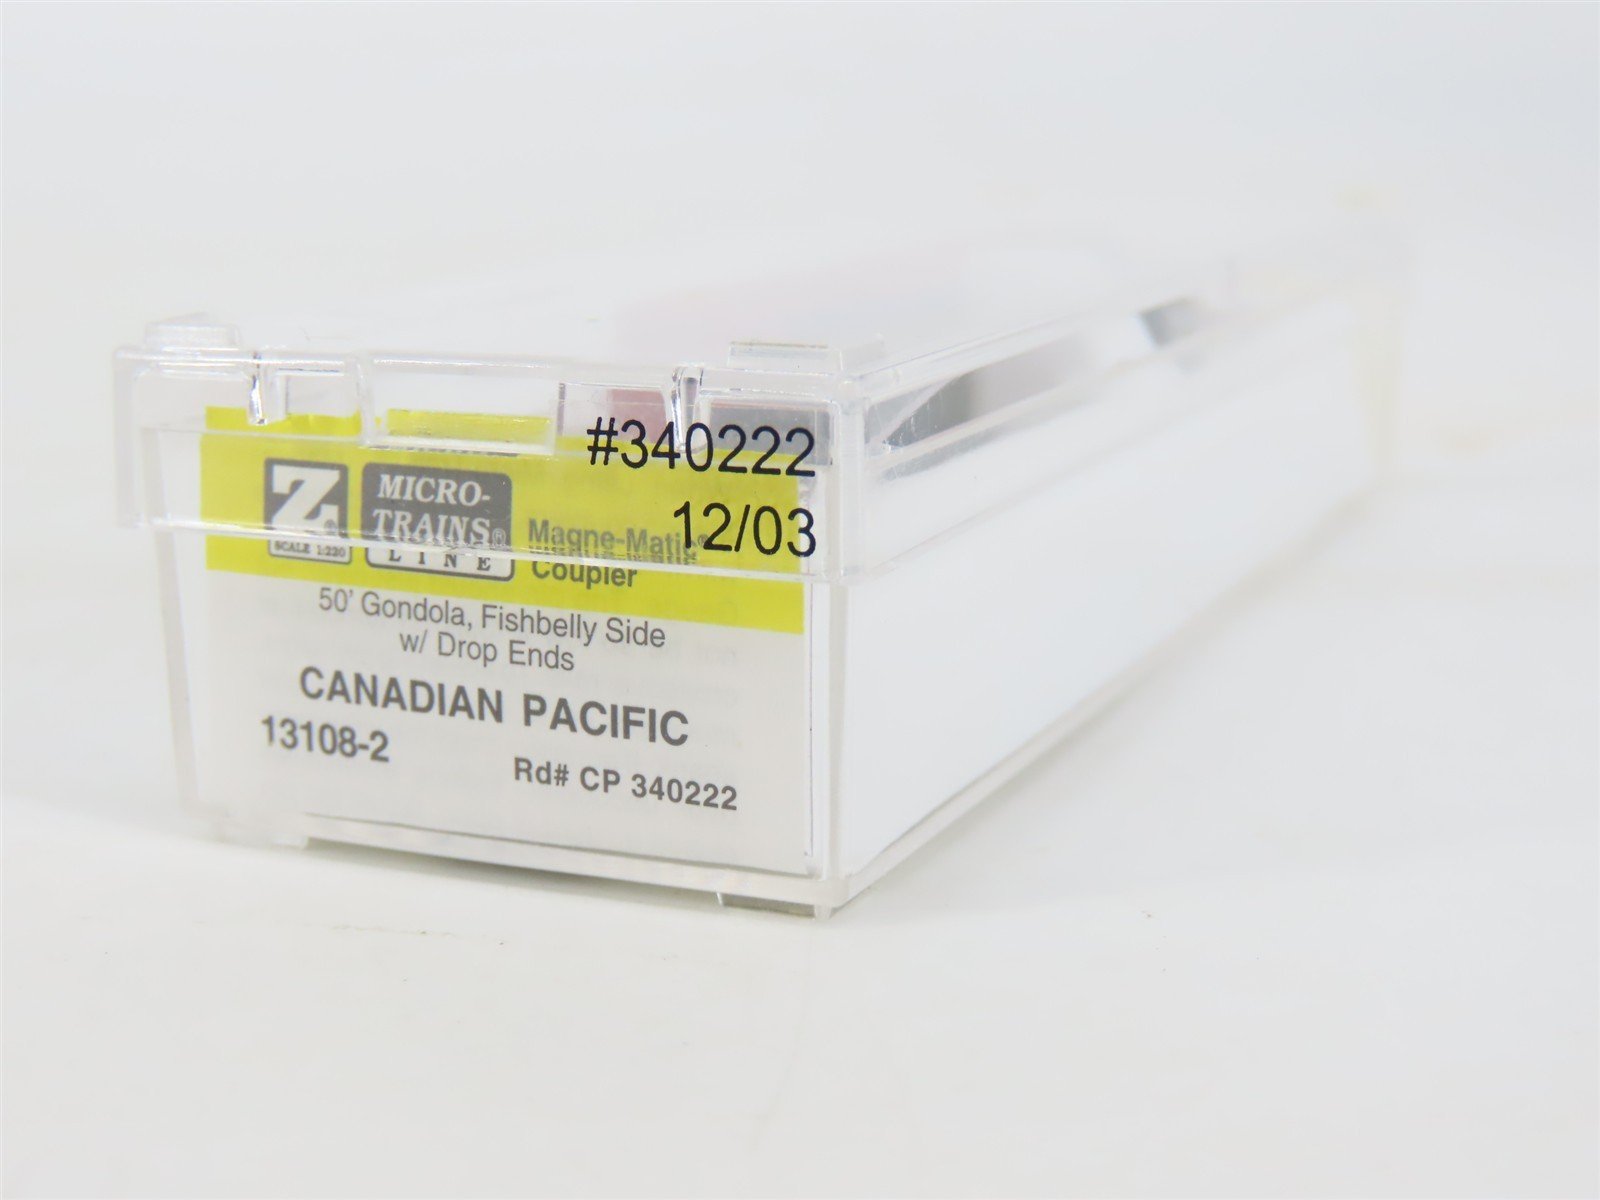 #340222
12/03
Z
SCALE 1:220
MICRO-
TRAINS®
LINE
Magne-Matic®
Coupler
50' Gondola, Fishbelly Side
w/ Drop Ends
CANADIAN PACIFIC
13108-2
Rd# CP 340222